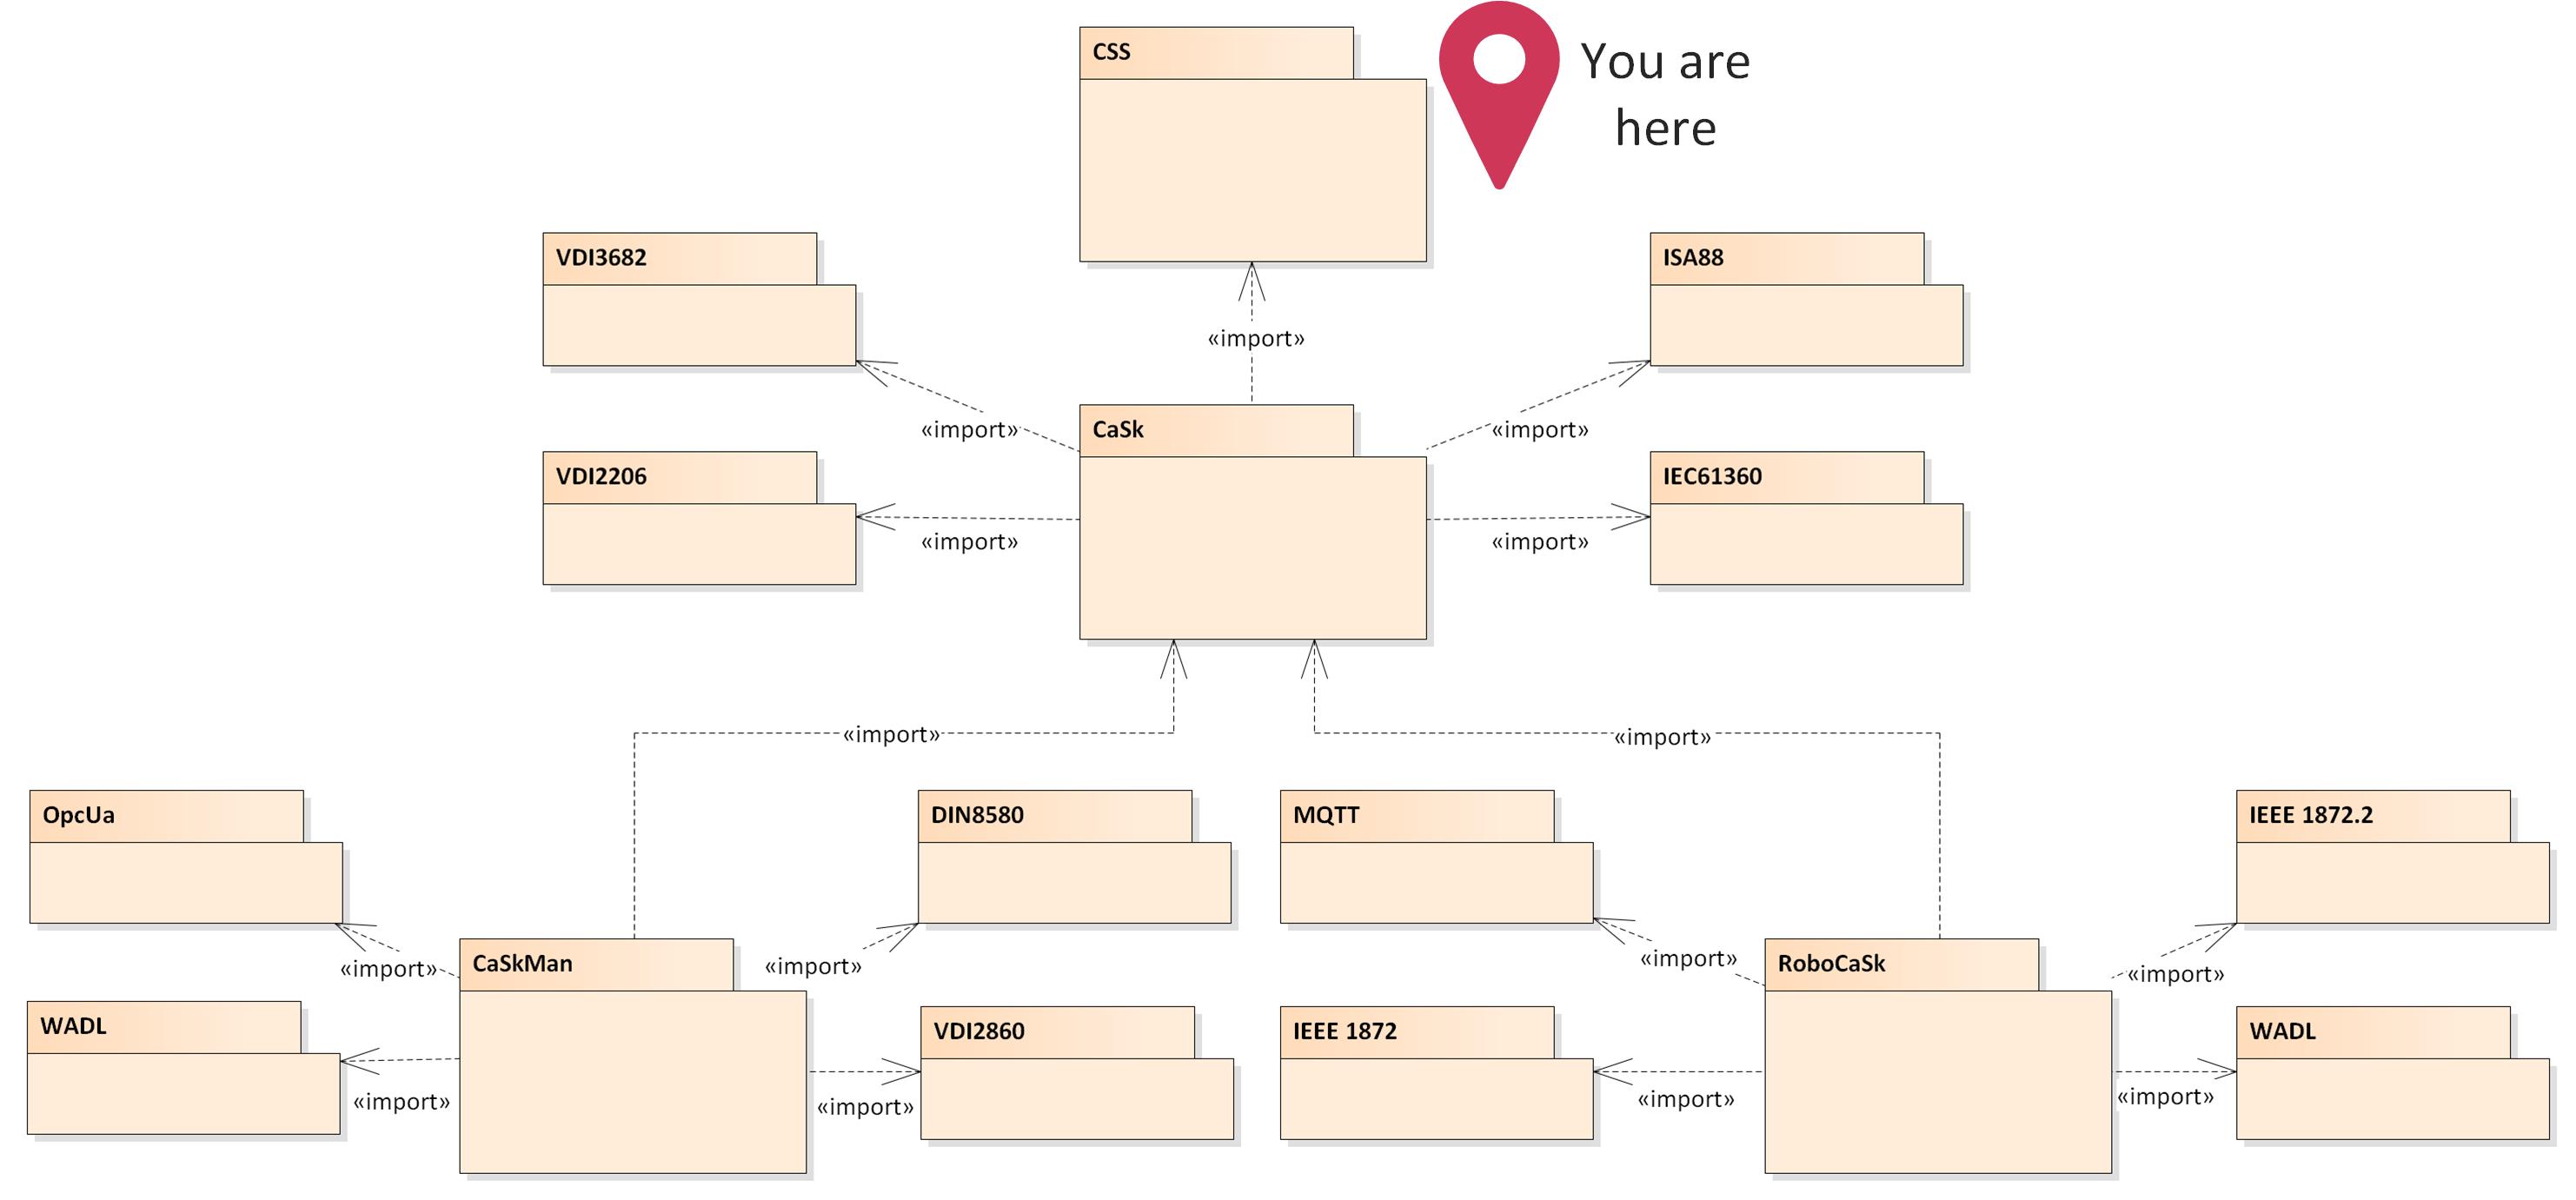 CSS
You are
here
VDI3682
ISA88
«import»
«import»
CaSk
«import»
VDI2206
IEC61360
«import»
«import»
«import»
«import»
OpcUa
DIN8580
MQTT
IEEE 1872.2
«import»
CaSkMan
«import»
«import»
RoboCaSk
«import»
WADL
VDI2860
IEEE 1872
WADL
«import»
«import»
«import»
«import»